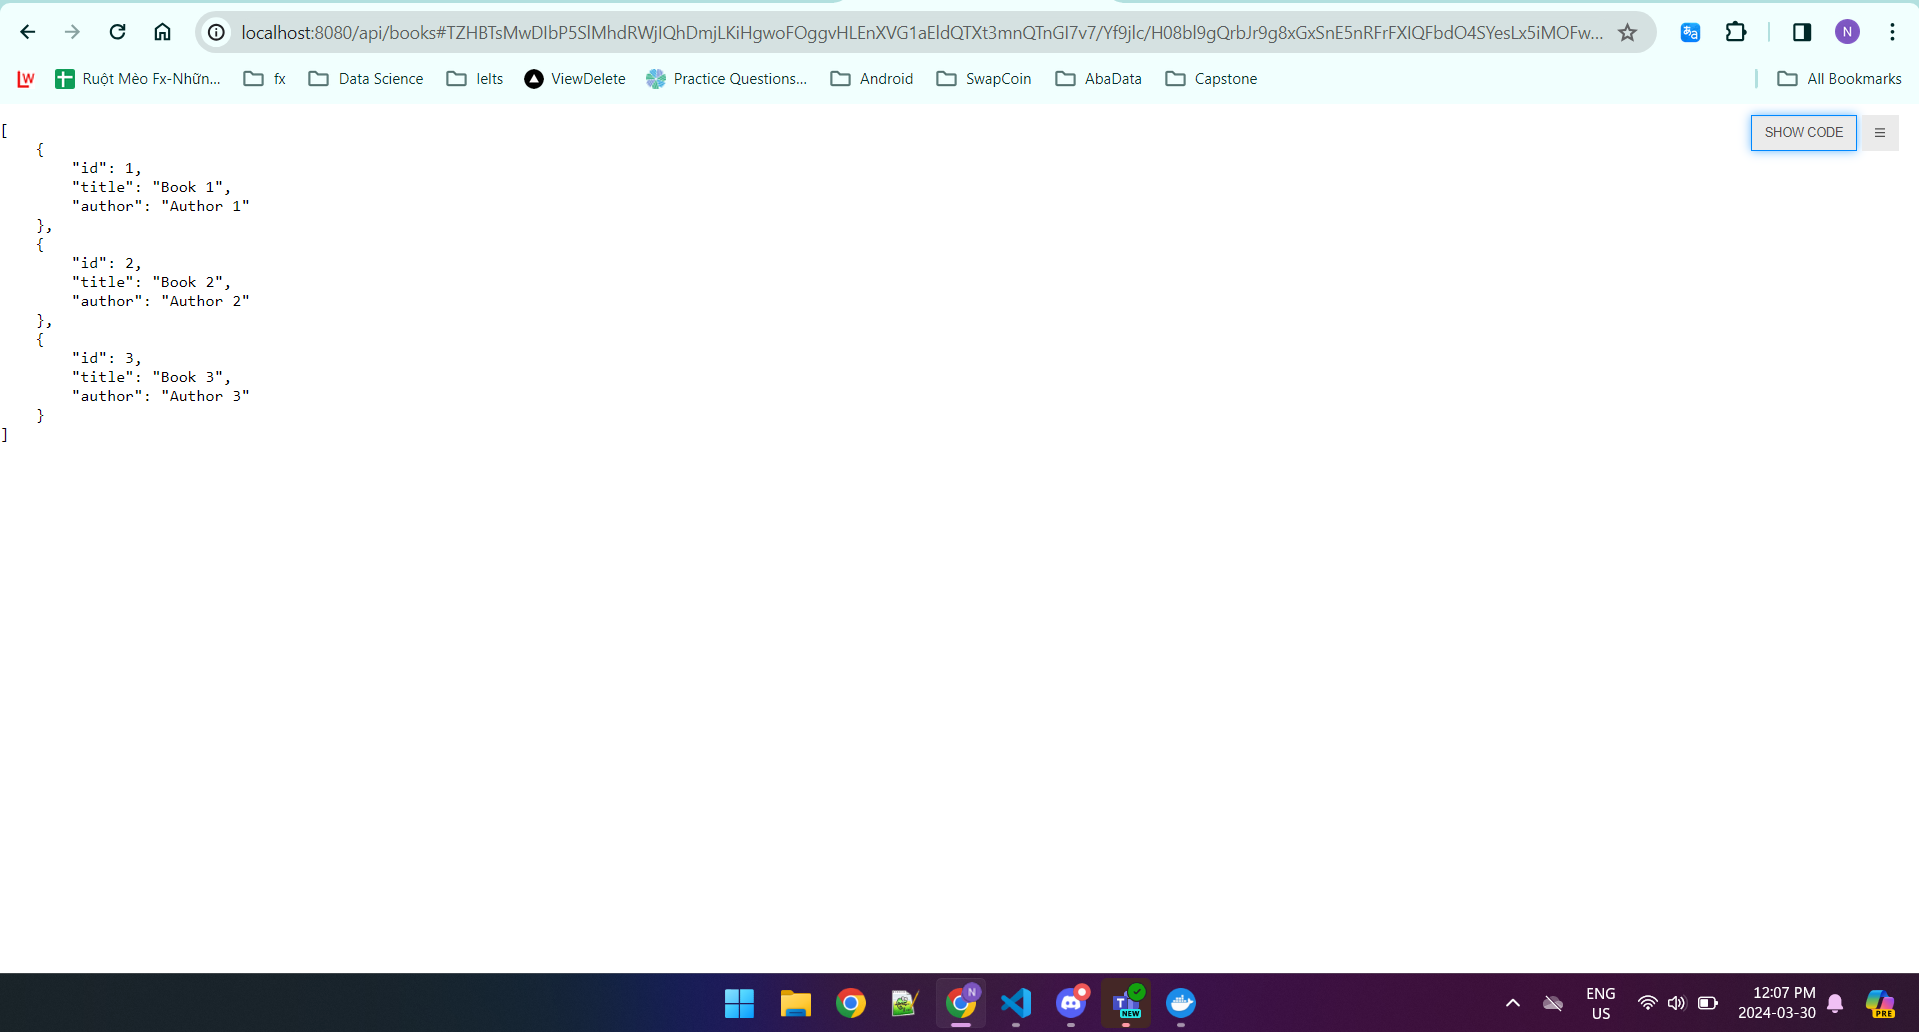 localhost:8080/api/books#TZHBTsMwDIbP5SlMhdRWjIQhDmjLKiHgwoFOggvHLEnXVG1aEldQTXt3mnQTnGI7v7/Yf9jlc/H08bl9gQrbJr9g8xGxSnE5nRFrFXIQFbdO4SYesLx5iMOFw...
LW Ruột Mèo Fx-Nhữn... fx Data Science Ielts ViewDelete Practice Questions... Android SwapCoin AbaData Capstone All Bookmarks
SHOW CODE ≡
[
{
"id": 1,
"title": "Book 1",
"author": "Author 1"
},
{
"id": 2,
"title": "Book 2",
"author": "Author 2"
},
{
"id": 3,
"title": "Book 3",
"author": "Author 3"
}
]
ENG
US
12:07 PM
2024-03-30
N
NEW
PRE